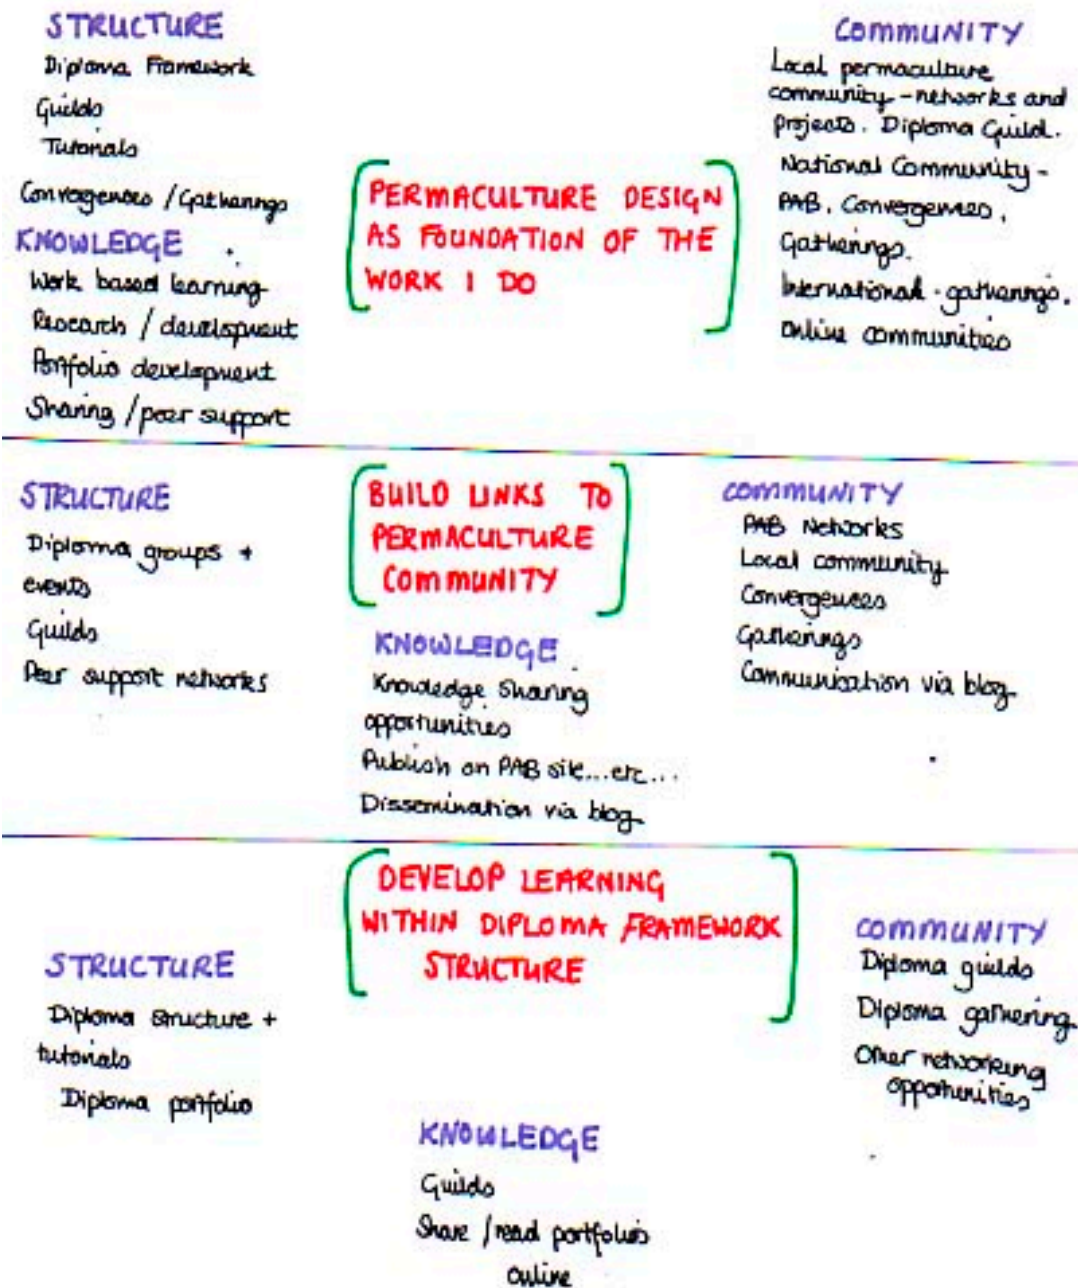 STRUCTURE
Diploma Framework
Guilds
Tutorials
Convergences / Gatherings
KNOWLEDGE
Work based learning
Research / development
Portfolio development
Sharing / peer support
PERMACULTURE DESIGN
AS FOUNDATION OF THE
WORK I DO
COMMUNITY
Local permaculture
community - networks and
projects. Diploma Guild.
National Community -
PAB, Convergences,
Gatherings.
International - gatherings.
Online communities
STRUCTURE
Diploma groups +
events
Guilds
Peer support networks
BUILD LINKS TO
PERMACULTURE
COMMUNITY
KNOWLEDGE
Knowledge sharing
opportunities
Publish on PAB site...etc...
Dissemination via blog
COMMUNITY
PAB Networks
Local community
Convergences
Gatherings
Communication via blog
DEVELOP LEARNING
WITHIN DIPLOMA FRAMEWORK
STRUCTURE
STRUCTURE
Diploma structure +
tutorials
Diploma portfolio
KNOWLEDGE
Guilds
Share / read portfolios
online
COMMUNITY
Diploma guilds
Diploma gathering
Other networking
opportunities